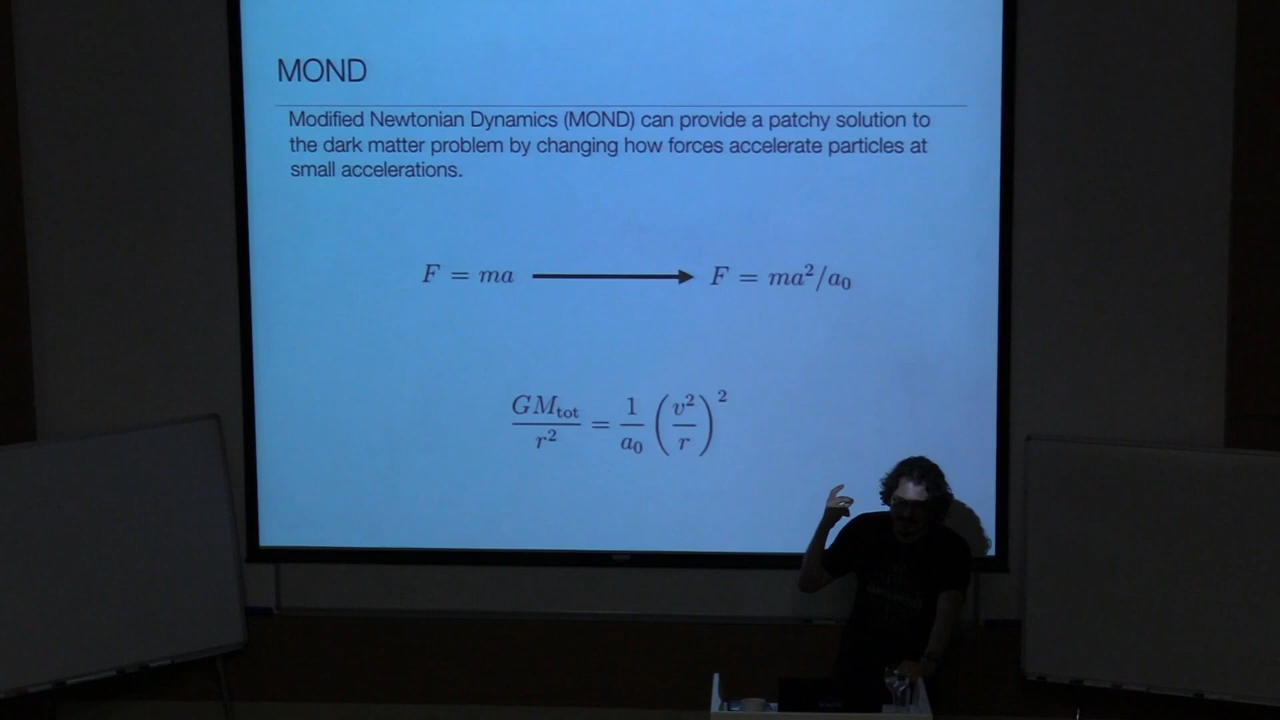 MOND
Modified Newtonian Dynamics (MOND) can provide a patchy solution to
the dark matter problem by changing how forces accelerate particles at
small accelerations.
F = ma → F = ma²/a₀
GM_tot/r² = 1/a₀ (v²/r)²